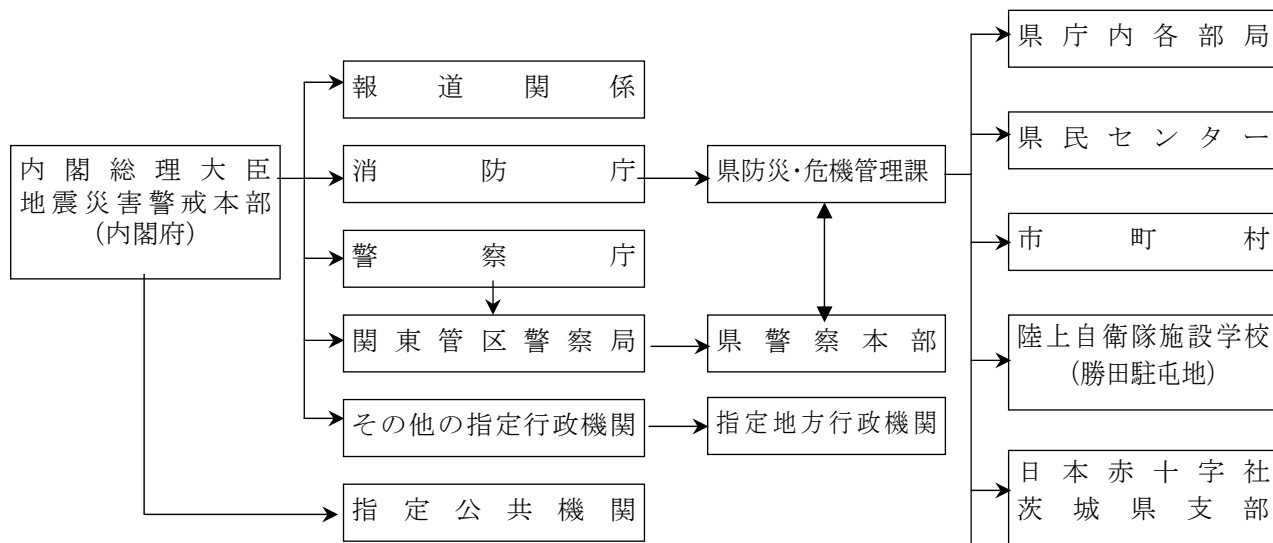 内閣総理大臣
地震災害警戒本部
(内閣府)
報道関係
消防庁
警察庁
関東管区警察局
その他の指定行政機関
指定公共機関
県防災・危機管理課
県警察本部
指定地方行政機関
県庁内各部局
県民センター
市町村
陸上自衛隊施設学校
(勝田駐屯地)
日本赤十字社
茨城県支部